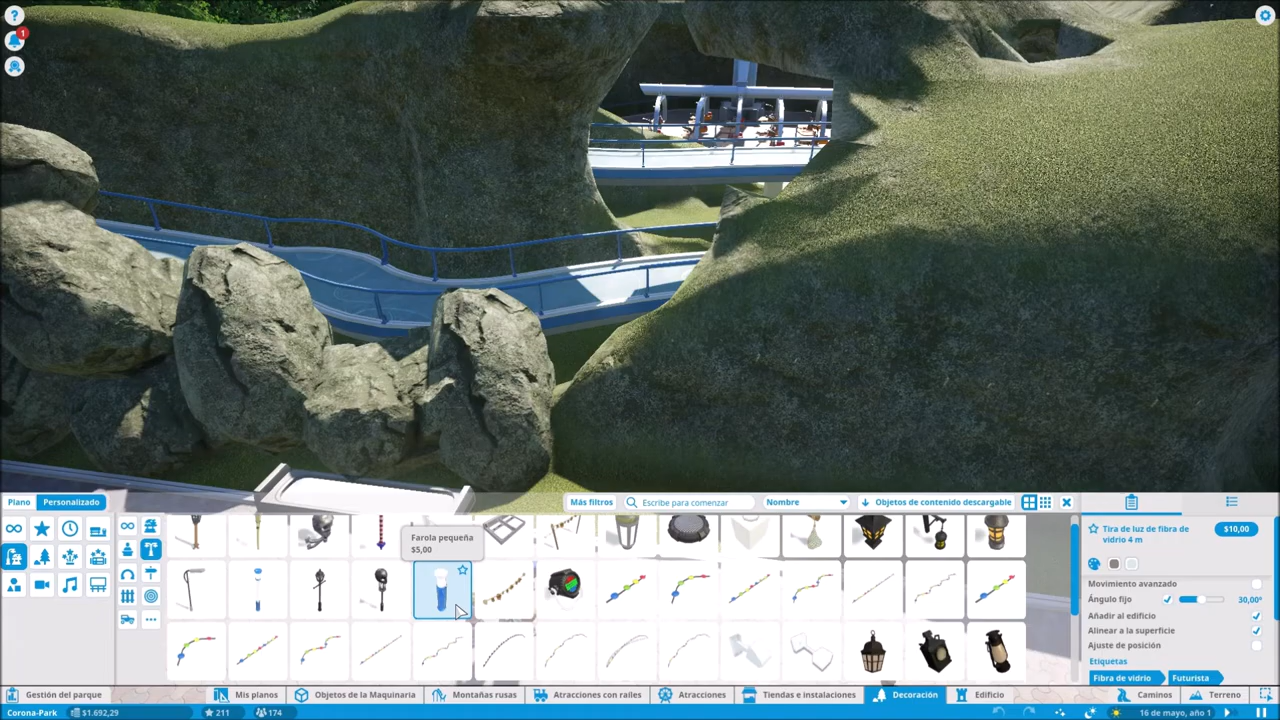 ?
1
Plano
Personalizado
Más filtros
Escribe para comenzar
Nombre
Objetos de contenido descargable
Farola pequeña
$5,00
Tira de luz de fibra de
vidrio 4 m
$10,00
Movimiento avanzado
Ángulo fijo
30,00°
Añadir al edificio
Alinear a la superficie
Ajuste de posición
Etiquetas
Fibra de vidrio
Futurista
Gestión del parque
Mis planos
Objetos de la Maquinaria
Montañas rusas
Atracciones con raíles
Atracciones
Tiendas e instalaciones
Decoración
Edificio
Caminos
Terreno
Corona-Park
$1.692,29
211
174
16 de mayo, año 1